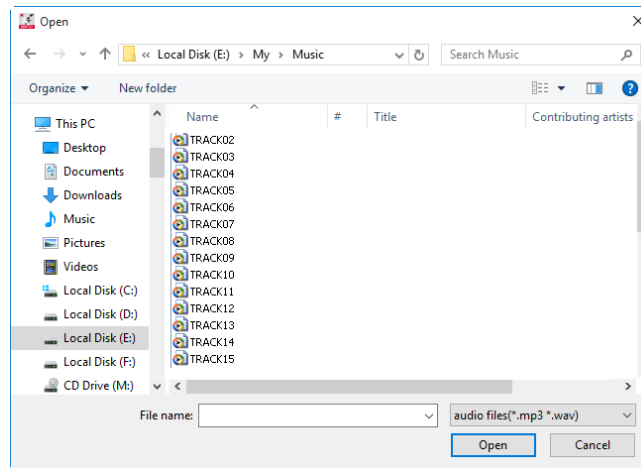 Open
« Local Disk (E:) › My › Music
Search Music
Organize
New folder
Name # Title Contributing artists
This PC
Desktop
Documents
Downloads
Music
Pictures
Videos
Local Disk (C:)
Local Disk (D:)
Local Disk (E:)
Local Disk (F:)
CD Drive (M:)
TRACK02
TRACK03
TRACK04
TRACK05
TRACK06
TRACK07
TRACK08
TRACK09
TRACK10
TRACK11
TRACK12
TRACK13
TRACK14
TRACK15
File name:
audio files(*.mp3 *.wav)
Open
Cancel